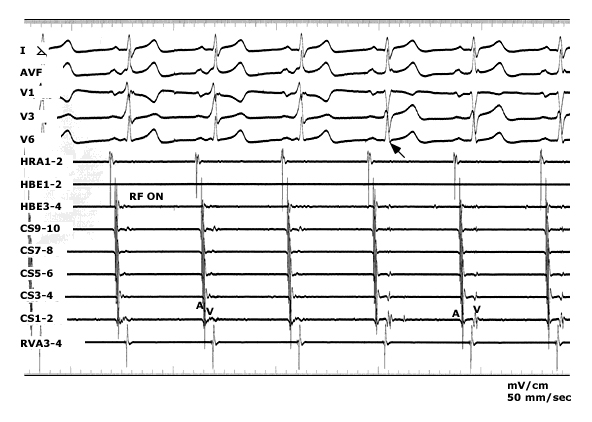 I
AVF
V1
V3
V6
HRA1-2
HBE1-2
RF ON
HBE3-4
CS9-10
CS7-8
CS5-6
CS3-4
A V A V
CS1-2
RVA3-4
mV/cm
50 mm/sec